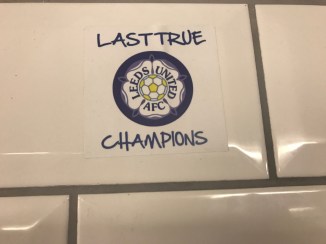 LAST TRUE
LEEDS UNITED
AFC
CHAMPIONS